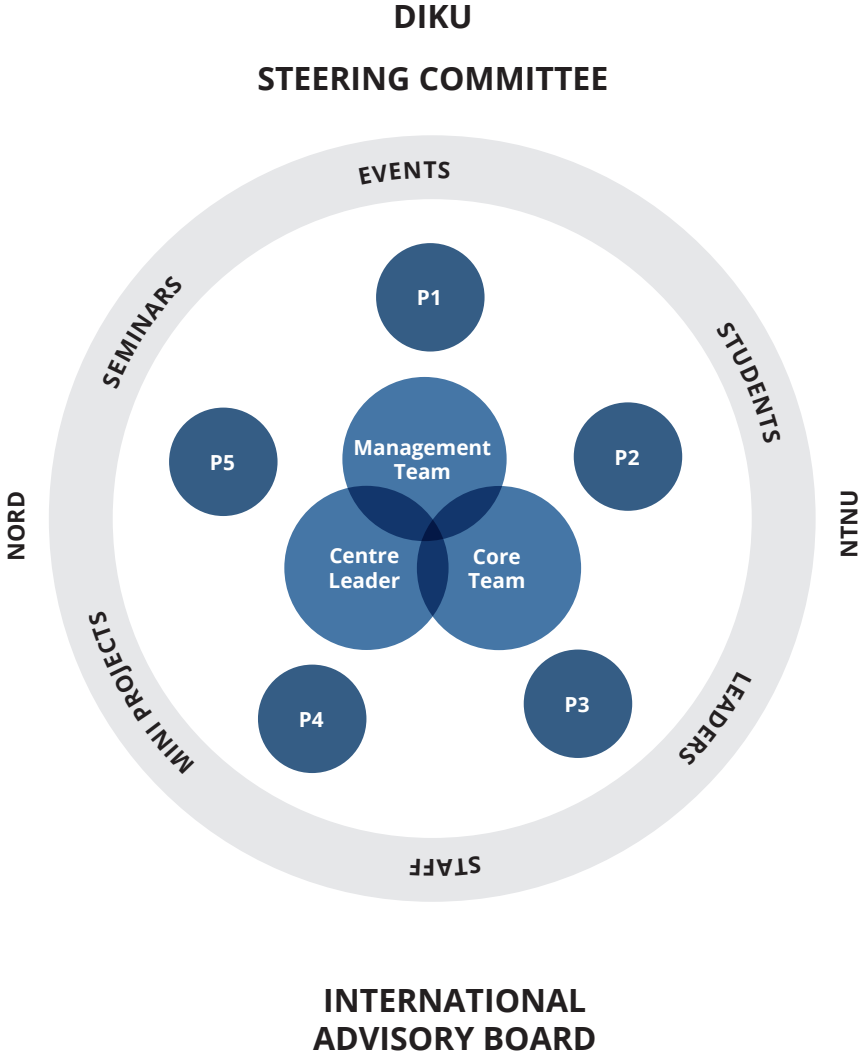 DIKU
STEERING COMMITTEE
EVENTS
SEMINARS
STUDENTS
P1
P5
P2
Management
Team
NORD
NTNU
Centre
Leader
Core
Team
MINI PROJECTS
LEADERS
P4
P3
STAFF
INTERNATIONAL
ADVISORY BOARD